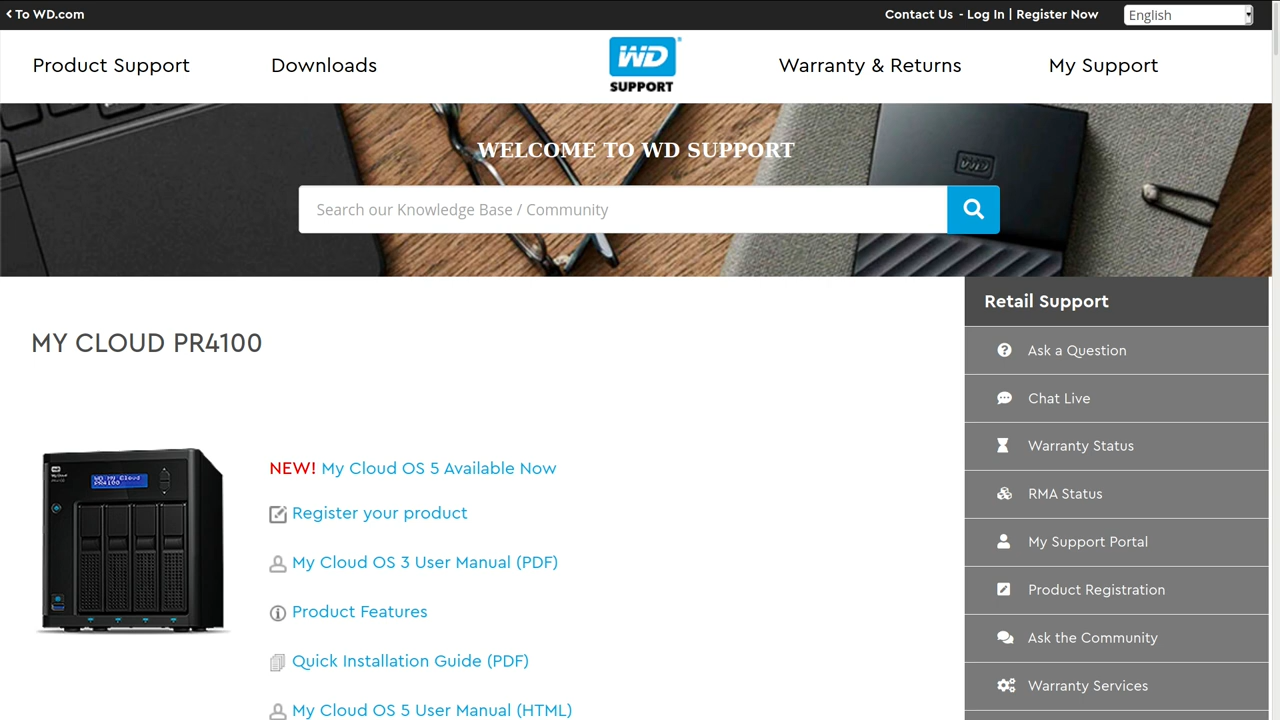 To WD.com
Contact Us - Log In | Register Now
English
Product Support
Downloads
WD
SUPPORT
Warranty & Returns
My Support
WELCOME TO WD SUPPORT
Search our Knowledge Base / Community
Retail Support
Ask a Question
Chat Live
Warranty Status
RMA Status
My Support Portal
Product Registration
Ask the Community
Warranty Services
MY CLOUD PR4100
WD My Cloud
PR4100
NEW! My Cloud OS 5 Available Now
Register your product
My Cloud OS 3 User Manual (PDF)
Product Features
Quick Installation Guide (PDF)
My Cloud OS 5 User Manual (HTML)